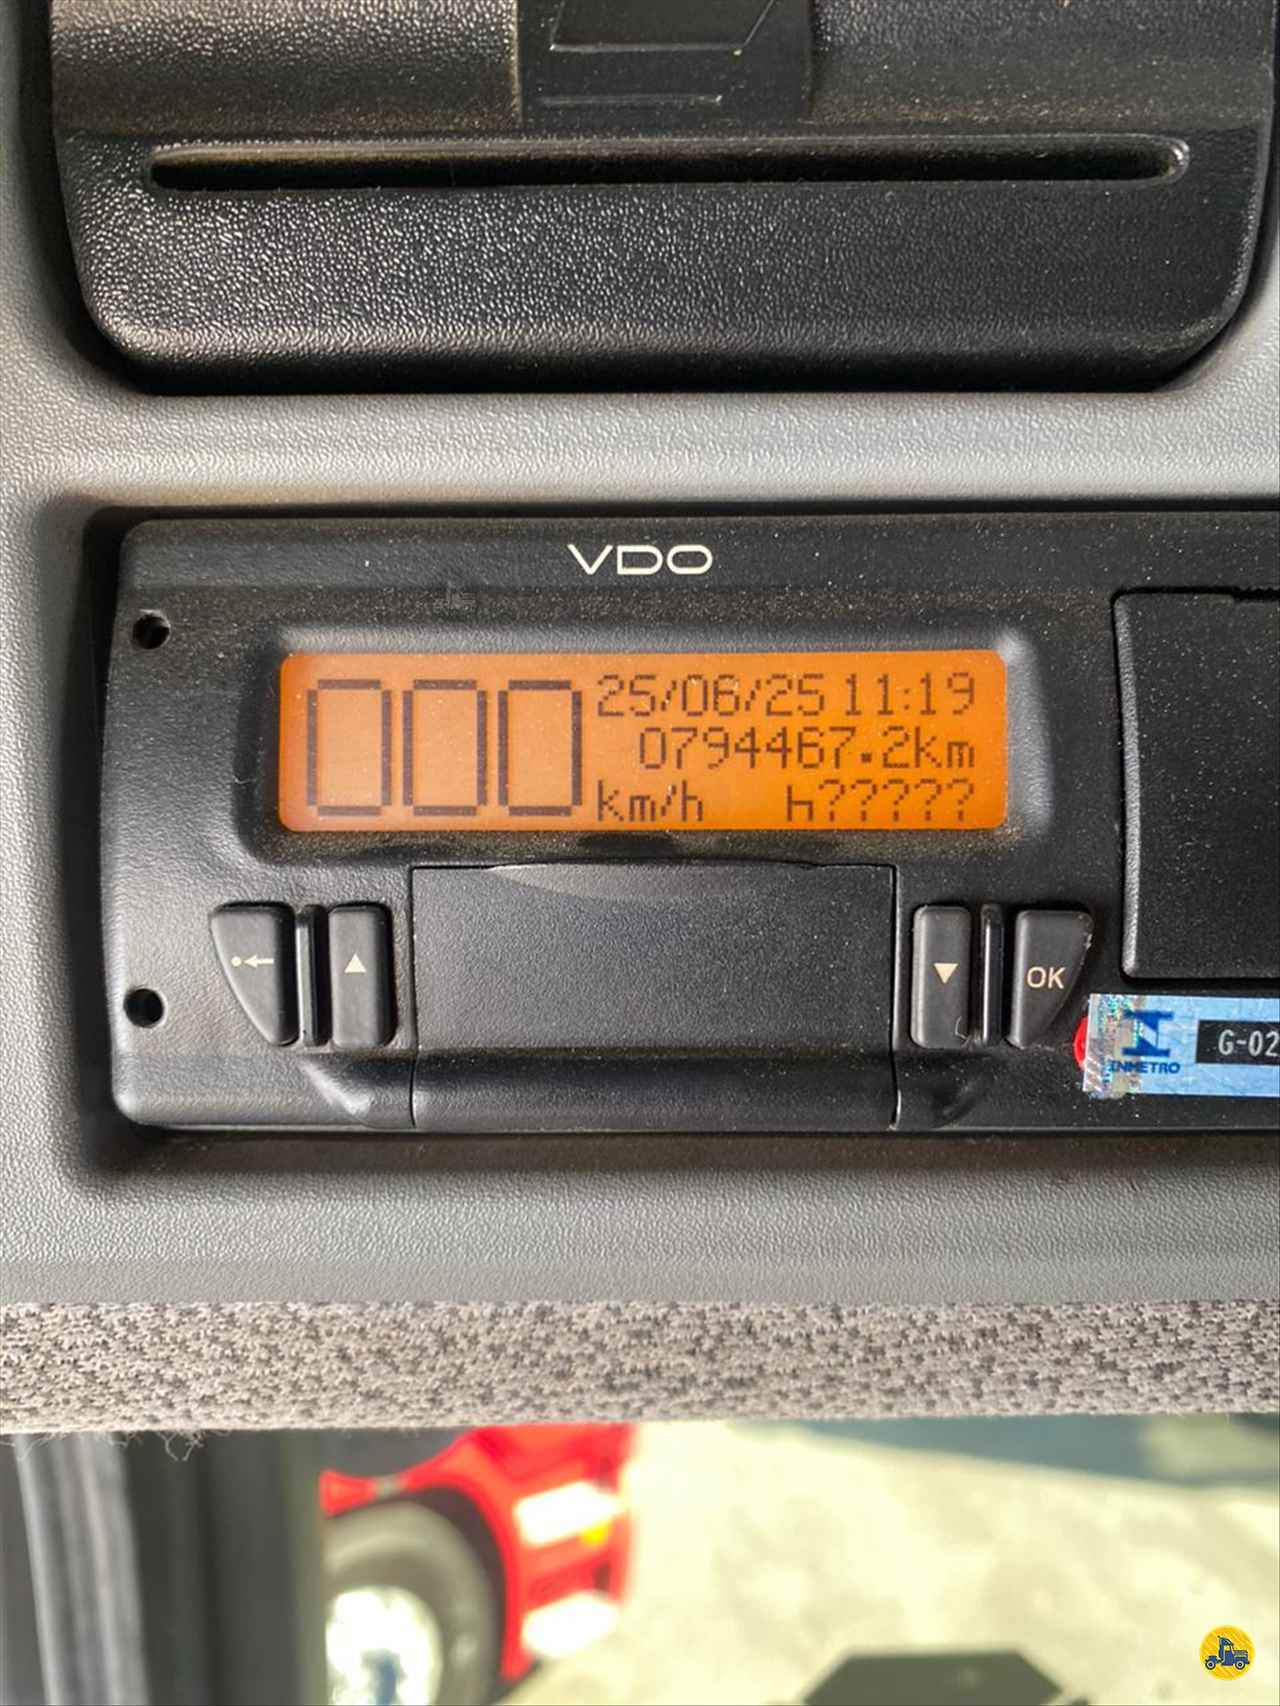 VDO
000
25/06/25 11:19
0794467.2km
km/h h?????
OK
INMETRO
G-02